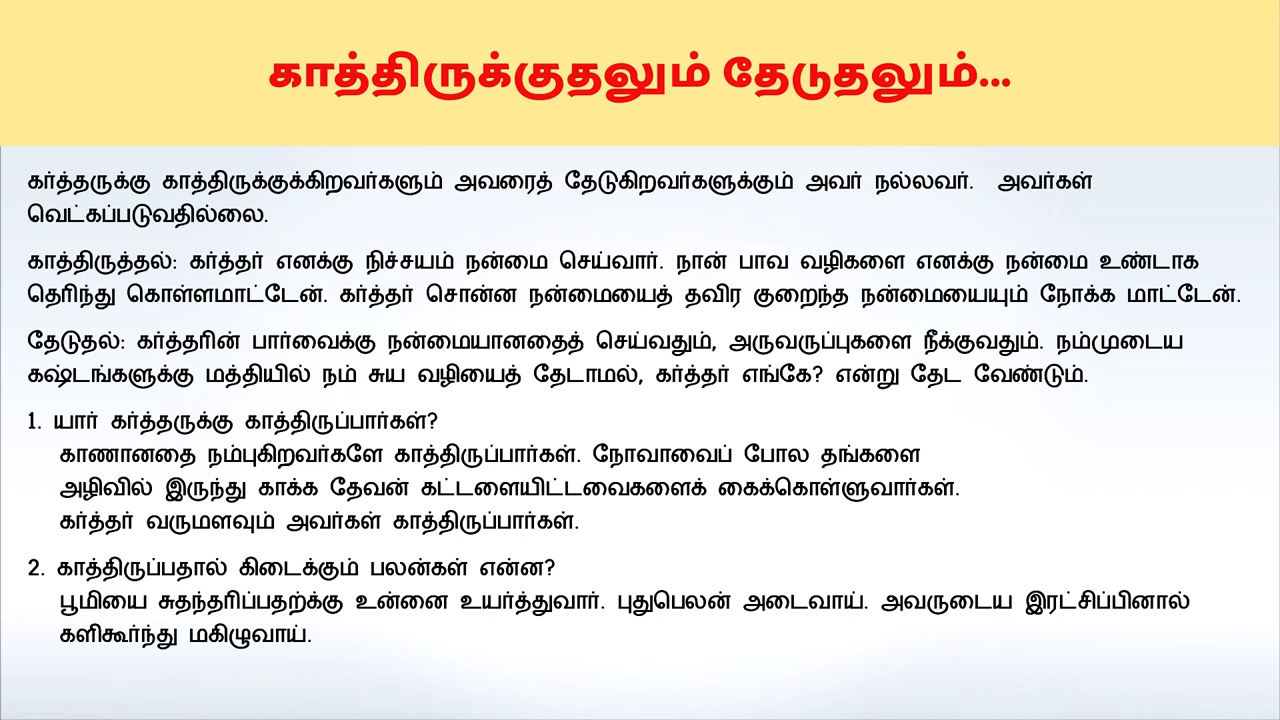 காத்திருக்குதலும் தேடுதலும்...
கர்த்தருக்கு காத்திருக்குக்கிறவர்களும் அவரைத் தேடுகிறவர்களுக்கும் அவர் நல்லவர். அவர்கள்
வெட்கப்படுவதில்லை.
காத்திருத்தல்: கர்த்தர் எனக்கு நிச்சயம் நன்மை செய்வார். நான் பாவ வழிகளை எனக்கு நன்மை உண்டாக
தெரிந்து கொள்ளமாட்டேன். கர்த்தர் சொன்ன நன்மையைத் தவிர குறைந்த நன்மையையும் நோக்க மாட்டேன்.
தேடுதல்: கர்த்தரின் பார்வைக்கு நன்மையானதைத் செய்வதும், அருவருப்புகளை நீக்குவதும். நம்முடைய
கஷ்டங்களுக்கு மத்தியில் நம் சுய வழியைத் தேடாமல், கர்த்தர் எங்கே? என்று தேட வேண்டும்.
1. யார் கர்த்தருக்கு காத்திருப்பார்கள்?
காணானதை நம்புகிறவர்களே காத்திருப்பார்கள். நோவாவைப் போல தங்களை
அழிவில் இருந்து காக்க தேவன் கட்டளையிட்டவைகளைக் கைக்கொள்ளுவார்கள்.
கர்த்தர் வருமளவும் அவர்கள் காத்திருப்பார்கள்.
2. காத்திருப்பதால் கிடைக்கும் பலன்கள் என்ன?
பூமியை சுதந்தரிப்பதற்க்கு உன்னை உயர்த்துவார். புதுபெலன் அடைவாய். அவருடைய இரட்சிப்பினால்
களிகூர்ந்து மகிழுவாய்.